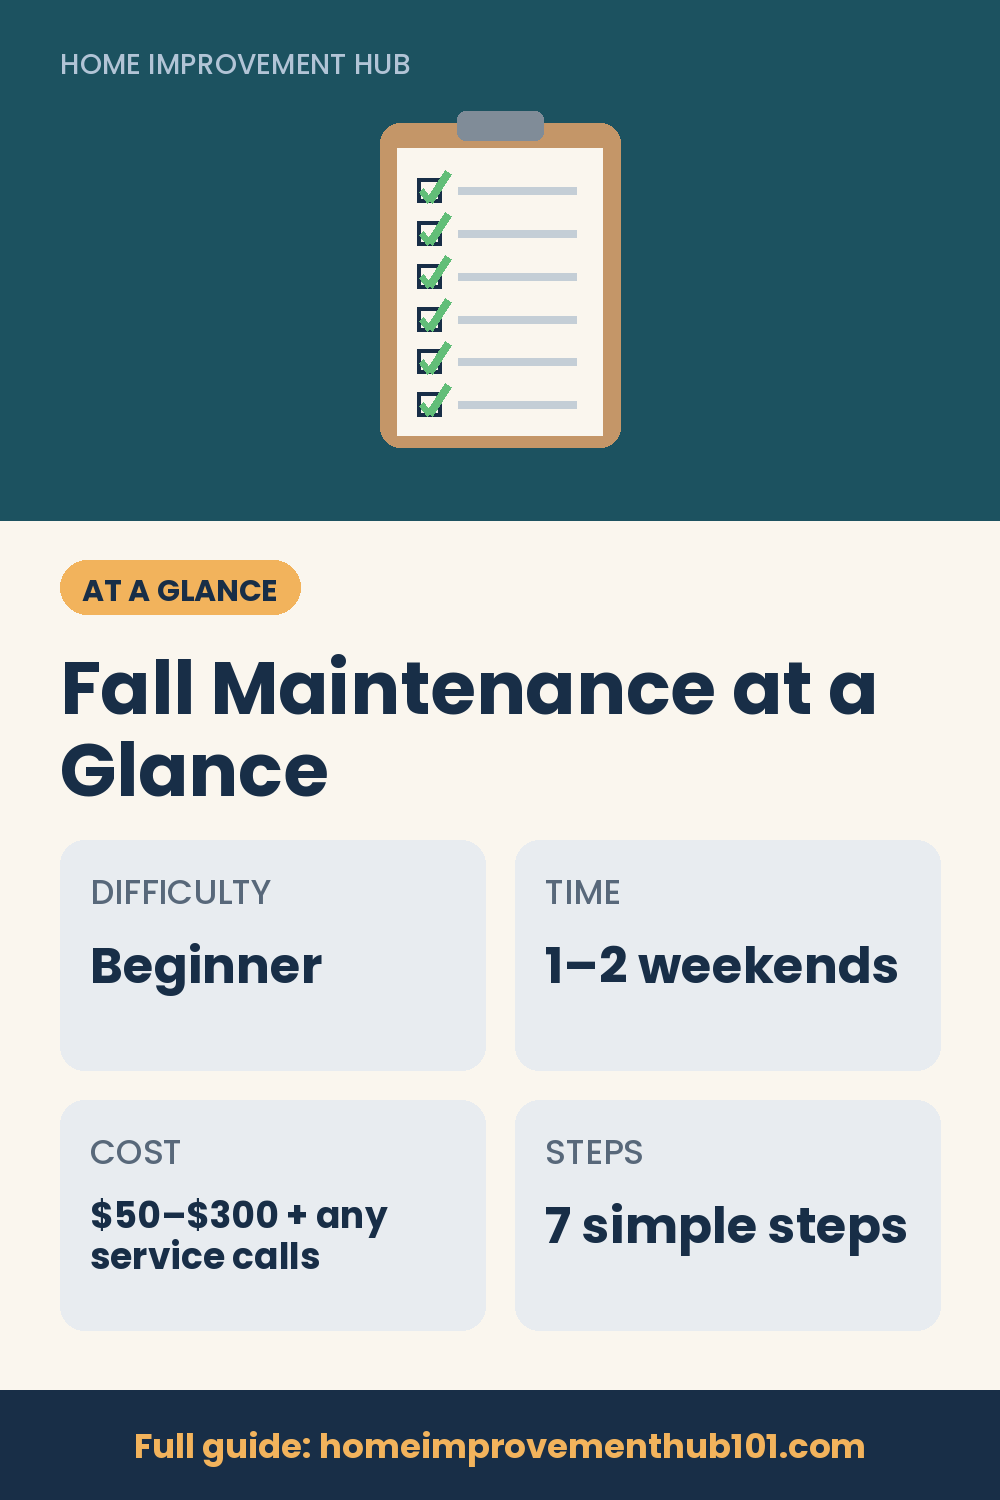 HOME IMPROVEMENT HUB
AT A GLANCE
Fall Maintenance at a
Glance
DIFFICULTY
Beginner
TIME
1–2 weekends
COST
$50–$300 + any
service calls
STEPS
7 simple steps
Full guide: homeimprovementhub101.com